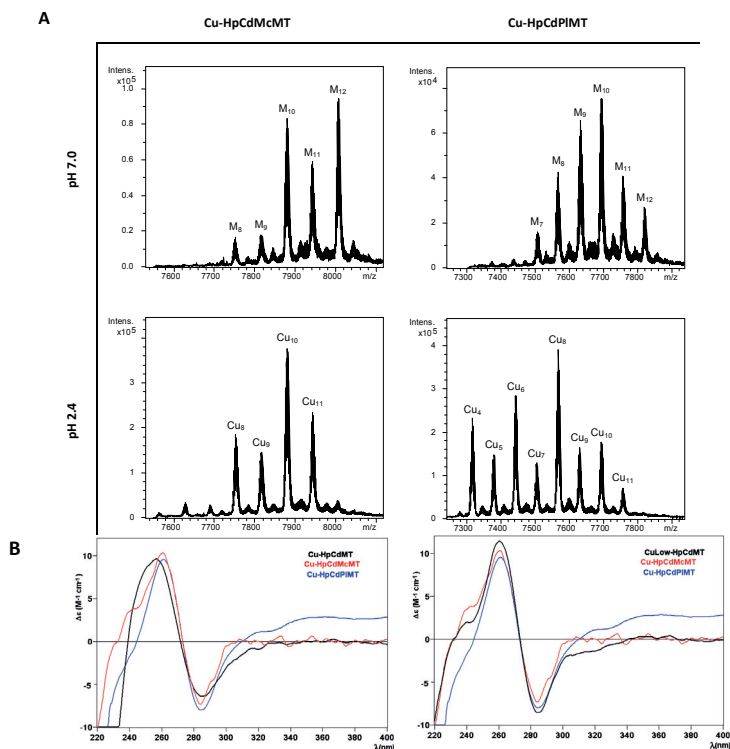 A
Cu-HpCdMcMT
Cu-HpCdPlMT
pH 7.0
Intens.
x10⁵
1.0
0.8
0.6
0.4
0.2
0.0
M₈
M₉
M₁₀
M₁₁
M₁₂
7600 7700 7800 7900 8000 m/z
Intens.
x10⁴
6
4
2
0
M₇
M₈
M₉
M₁₀
M₁₁
M₁₂
7300 7400 7500 7600 7700 7800 m/z
pH 2.4
Intens.
x10⁵
3
2
1
0
Cu₈
Cu₉
Cu₁₀
Cu₁₁
7600 7700 7800 7900 8000 m/z
Intens.
x10⁵
4
3
2
1
0
Cu₄
Cu₅
Cu₆
Cu₇
Cu₈
Cu₉
Cu₁₀
Cu₁₁
7300 7400 7500 7600 7700 7800 m/z
B
Δε (M⁻¹ cm⁻¹)
10
5
0
-5
-10
Cu-HpCdMT
Cu-HpCdMcMT
Cu-HpCdPlMT
220 240 260 280 300 320 340 360 380 400
λ(nm)
Δε (M⁻¹ cm⁻¹)
10
5
0
-5
-10
CuLow-HpCdMT
Cu-HpCdMcMT
Cu-HpCdPlMT
220 240 260 280 300 320 340 360 380 400
λ(nm)